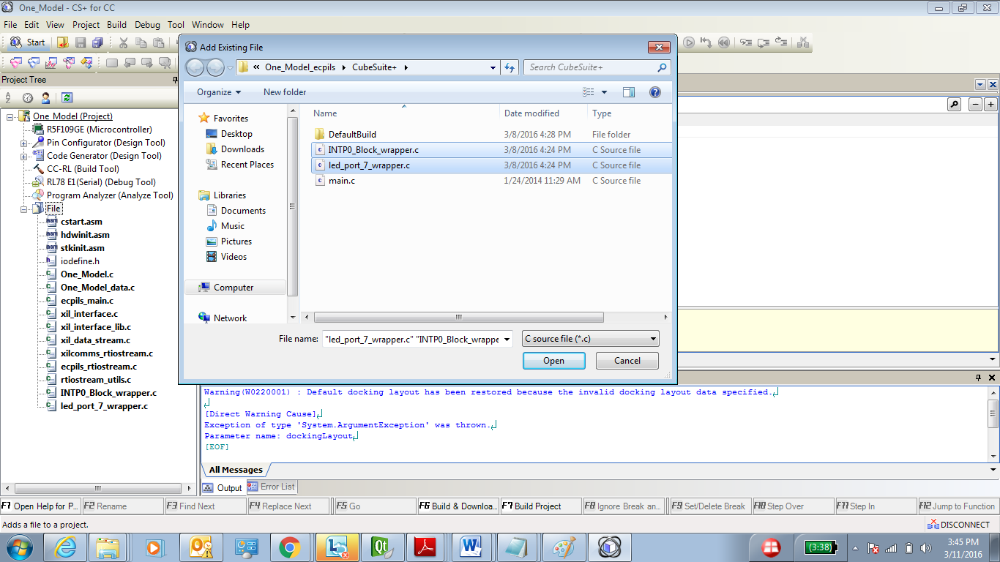 One_Model - CS+ for CC
File Edit View Project Build Debug Tool Window Help
Start
Project Tree
One_Model (Project)
R5F109GE (Microcontroller)
Pin Configurator (Design Tool)
Code Generator (Design Tool)
CC-RL (Build Tool)
RL78 E1(Serial) (Debug Tool)
Program Analyzer (Analyze Tool)
File
cstart.asm
hdwinit.asm
stkinit.asm
iodefine.h
One_Model.c
One_Model_data.c
ecpils_main.c
xil_interface.c
xil_interface_lib.c
xil_data_stream.c
xilcomms_rtiostream.c
ecpils_rtiostream.c
rtiostream_utils.c
INTP0_Block_wrapper.c
led_port_7_wrapper.c
Add Existing File
« One_Model_ecpils CubeSuite+
Search CubeSuite+
Organize New folder
Favorites
Desktop
Downloads
Recent Places
Libraries
Documents
Music
Pictures
Videos
Computer
Network
Name Date modified Type
DefaultBuild 3/8/2016 4:28 PM File folder
INTP0_Block_wrapper.c 3/8/2016 4:24 PM C Source file
led_port_7_wrapper.c 3/8/2016 4:24 PM C Source file
main.c 1/24/2014 11:29 AM C Source file
File name: "led_port_7_wrapper.c" "INTP0_Block_wrappe C source file (*.c)
Open Cancel
Warning(W0220001) : Default docking layout has been restored because the invalid docking layout data specified.
[Direct Warning Cause]
Exception of type 'System.ArgumentException' was thrown.
Parameter name: dockingLayout
[EOF]
All Messages
Output Error List
F1 Open Help for P... F2 Rename F3 Find Next F4 Replace Next F5 Go F6 Build & Downloa... F7 Build Project F8 Ignore Break an... F9 Set/Delete Break F10 Step Over F11 Step In F12 Jump to Function
Adds a file to a project.
DISCONNECT
(3:38)
3:45 PM
3/11/2016